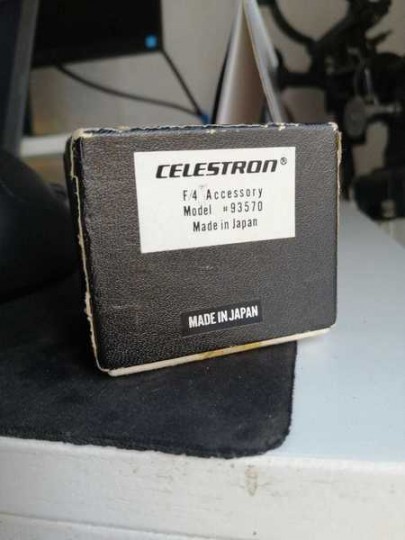 CELESTRON®
F/4 Accessory
Model #93570
Made in Japan
MADE IN JAPAN